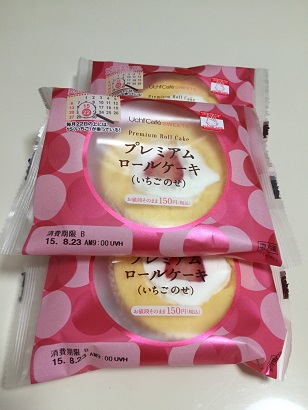 Uchi Café SWEETS
Premium Roll Cake
Uchi Café SWEETS
Premium Roll Cake
プレミアム
ロールケーキ
(いちごのせ)
お値段そのまま150円(税込)
消費期限 B
15. 8.23 AM9:00 UVH
プレミアム
ロールケーキ
(いちごのせ)
お値段そのまま150円(税込)
消費期限
15. 8.23 AM9:00 UVH